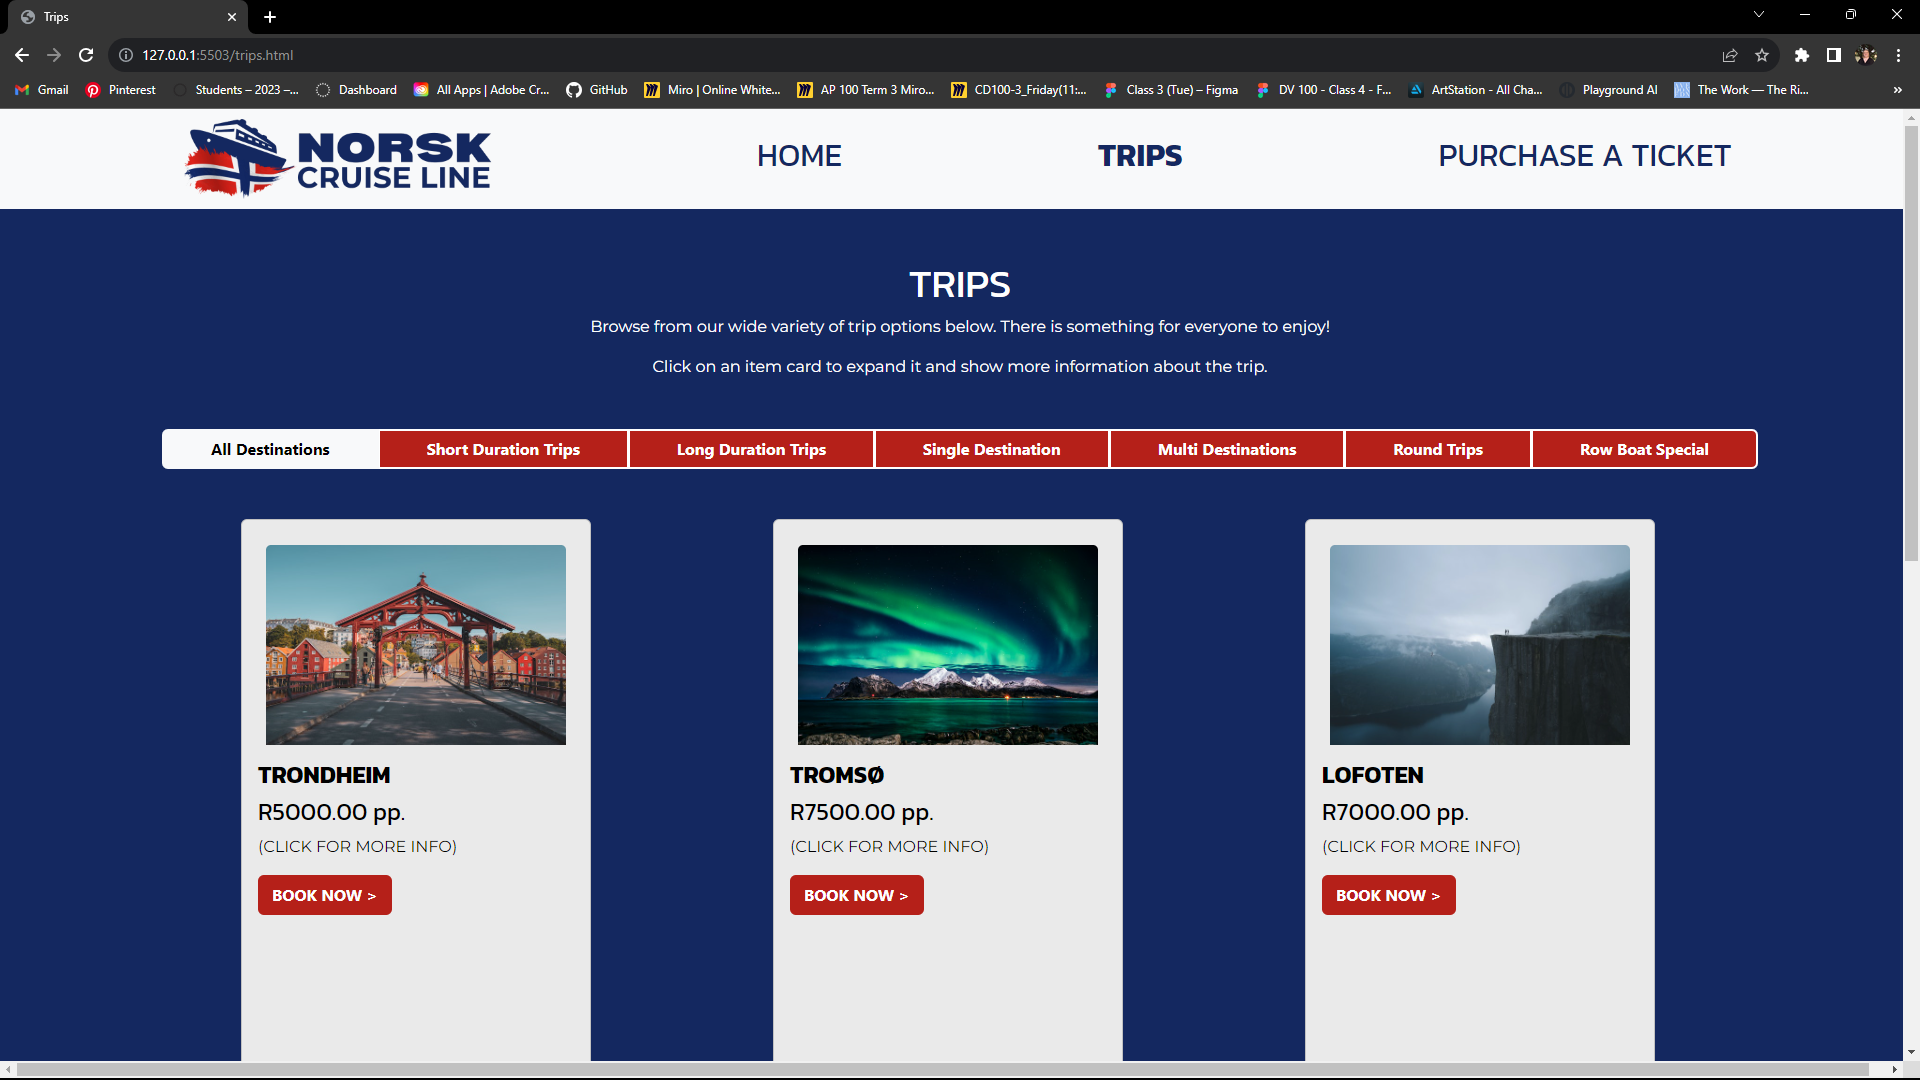 Trips
127.0.0.1:5503/trips.html
Gmail Pinterest Students – 2023 –... Dashboard All Apps | Adobe Cr... GitHub Miro | Online White... AP 100 Term 3 Miro... CD100-3_Friday(11:... Class 3 (Tue) – Figma DV 100 - Class 4 - F... ArtStation - All Cha... Playground AI The Work — The Ri... »
NORSK
CRUISE LINE
HOME TRIPS PURCHASE A TICKET
TRIPS
Browse from our wide variety of trip options below. There is something for everyone to enjoy!
Click on an item card to expand it and show more information about the trip.
All Destinations Short Duration Trips Long Duration Trips Single Destination Multi Destinations Round Trips Row Boat Special
TRONDHEIM
R5000.00 pp.
(CLICK FOR MORE INFO)
BOOK NOW >
TROMSØ
R7500.00 pp.
(CLICK FOR MORE INFO)
BOOK NOW >
LOFOTEN
R7000.00 pp.
(CLICK FOR MORE INFO)
BOOK NOW >